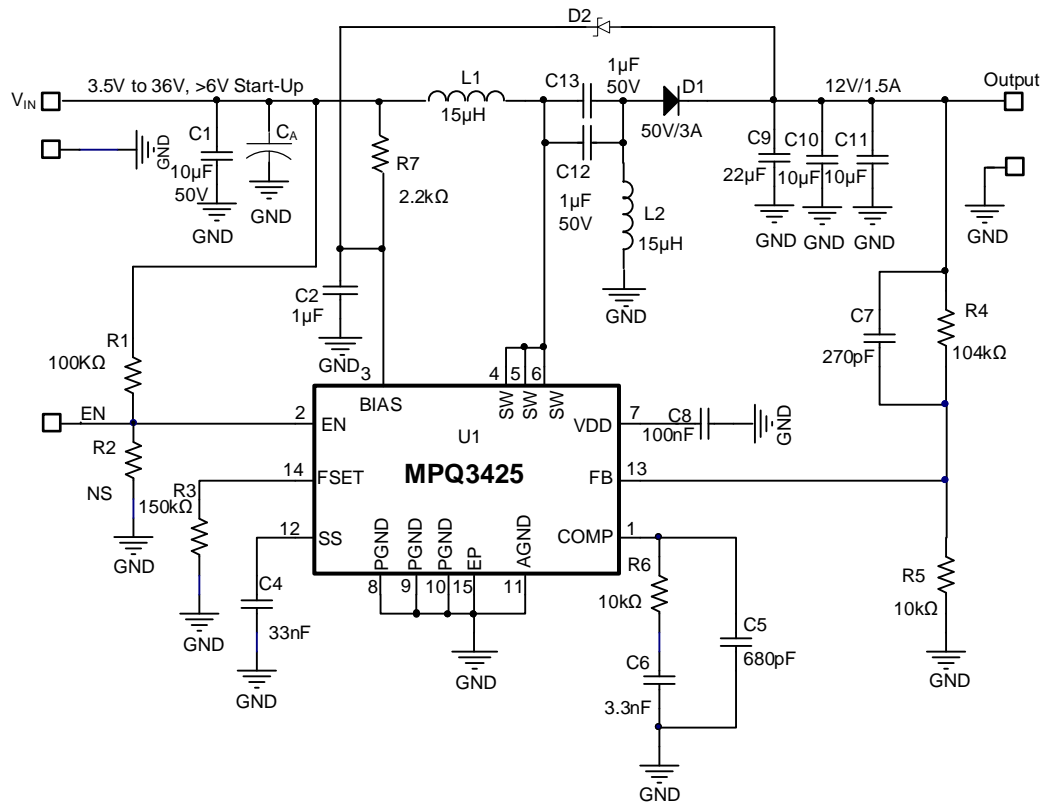 D2
V_IN
3.5V to 36V, >6V Start-Up
L1
15µH
C13
1µF
50V
D1
50V/3A
12V/1.5A
Output
GND
C1
10µF
50V
GND
C_A
GND
R7
2.2kΩ
C12
1µF
50V
L2
15µH
GND
C9
22µF
GND
C10
10µF
GND
C11
10µF
GND
GND
C2
1µF
GND
R1
100KΩ
C7
270pF
R4
104kΩ
3
4
5
6
BIAS
SW
SW
SW
EN
2
EN
U1
MPQ3425
VDD
7
C8
100nF
GND
R2
NS
GND
14
FSET
R3
150kΩ
GND
FB
13
12
SS
C4
33nF
GND
PGND
PGND
PGND
EP
AGND
8
9
10
15
11
GND
COMP
1
R6
10kΩ
C6
3.3nF
C5
680pF
GND
R5
10kΩ
GND